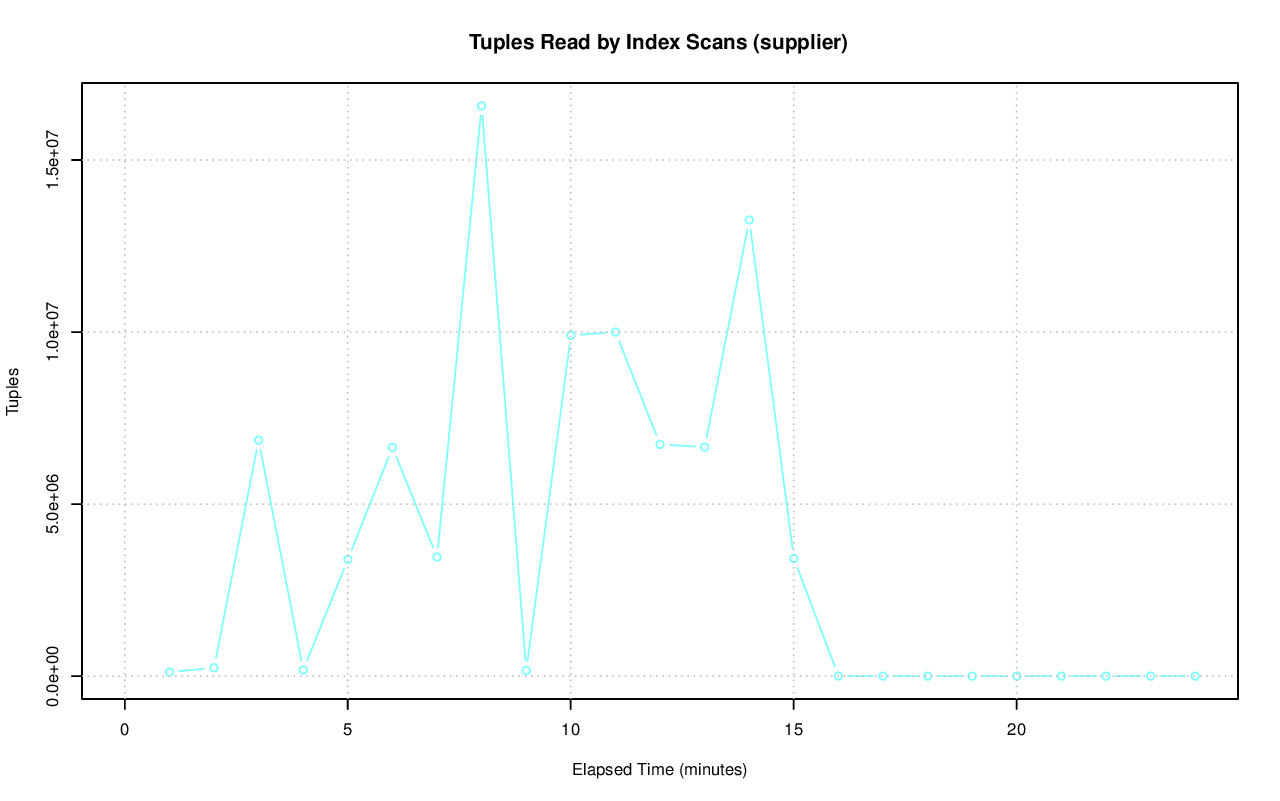 Tuples Read by Index Scans (supplier)
Tuples
1.5e+07
1.0e+07
5.0e+06
0.0e+00
0 5 10 15 20
Elapsed Time (minutes)